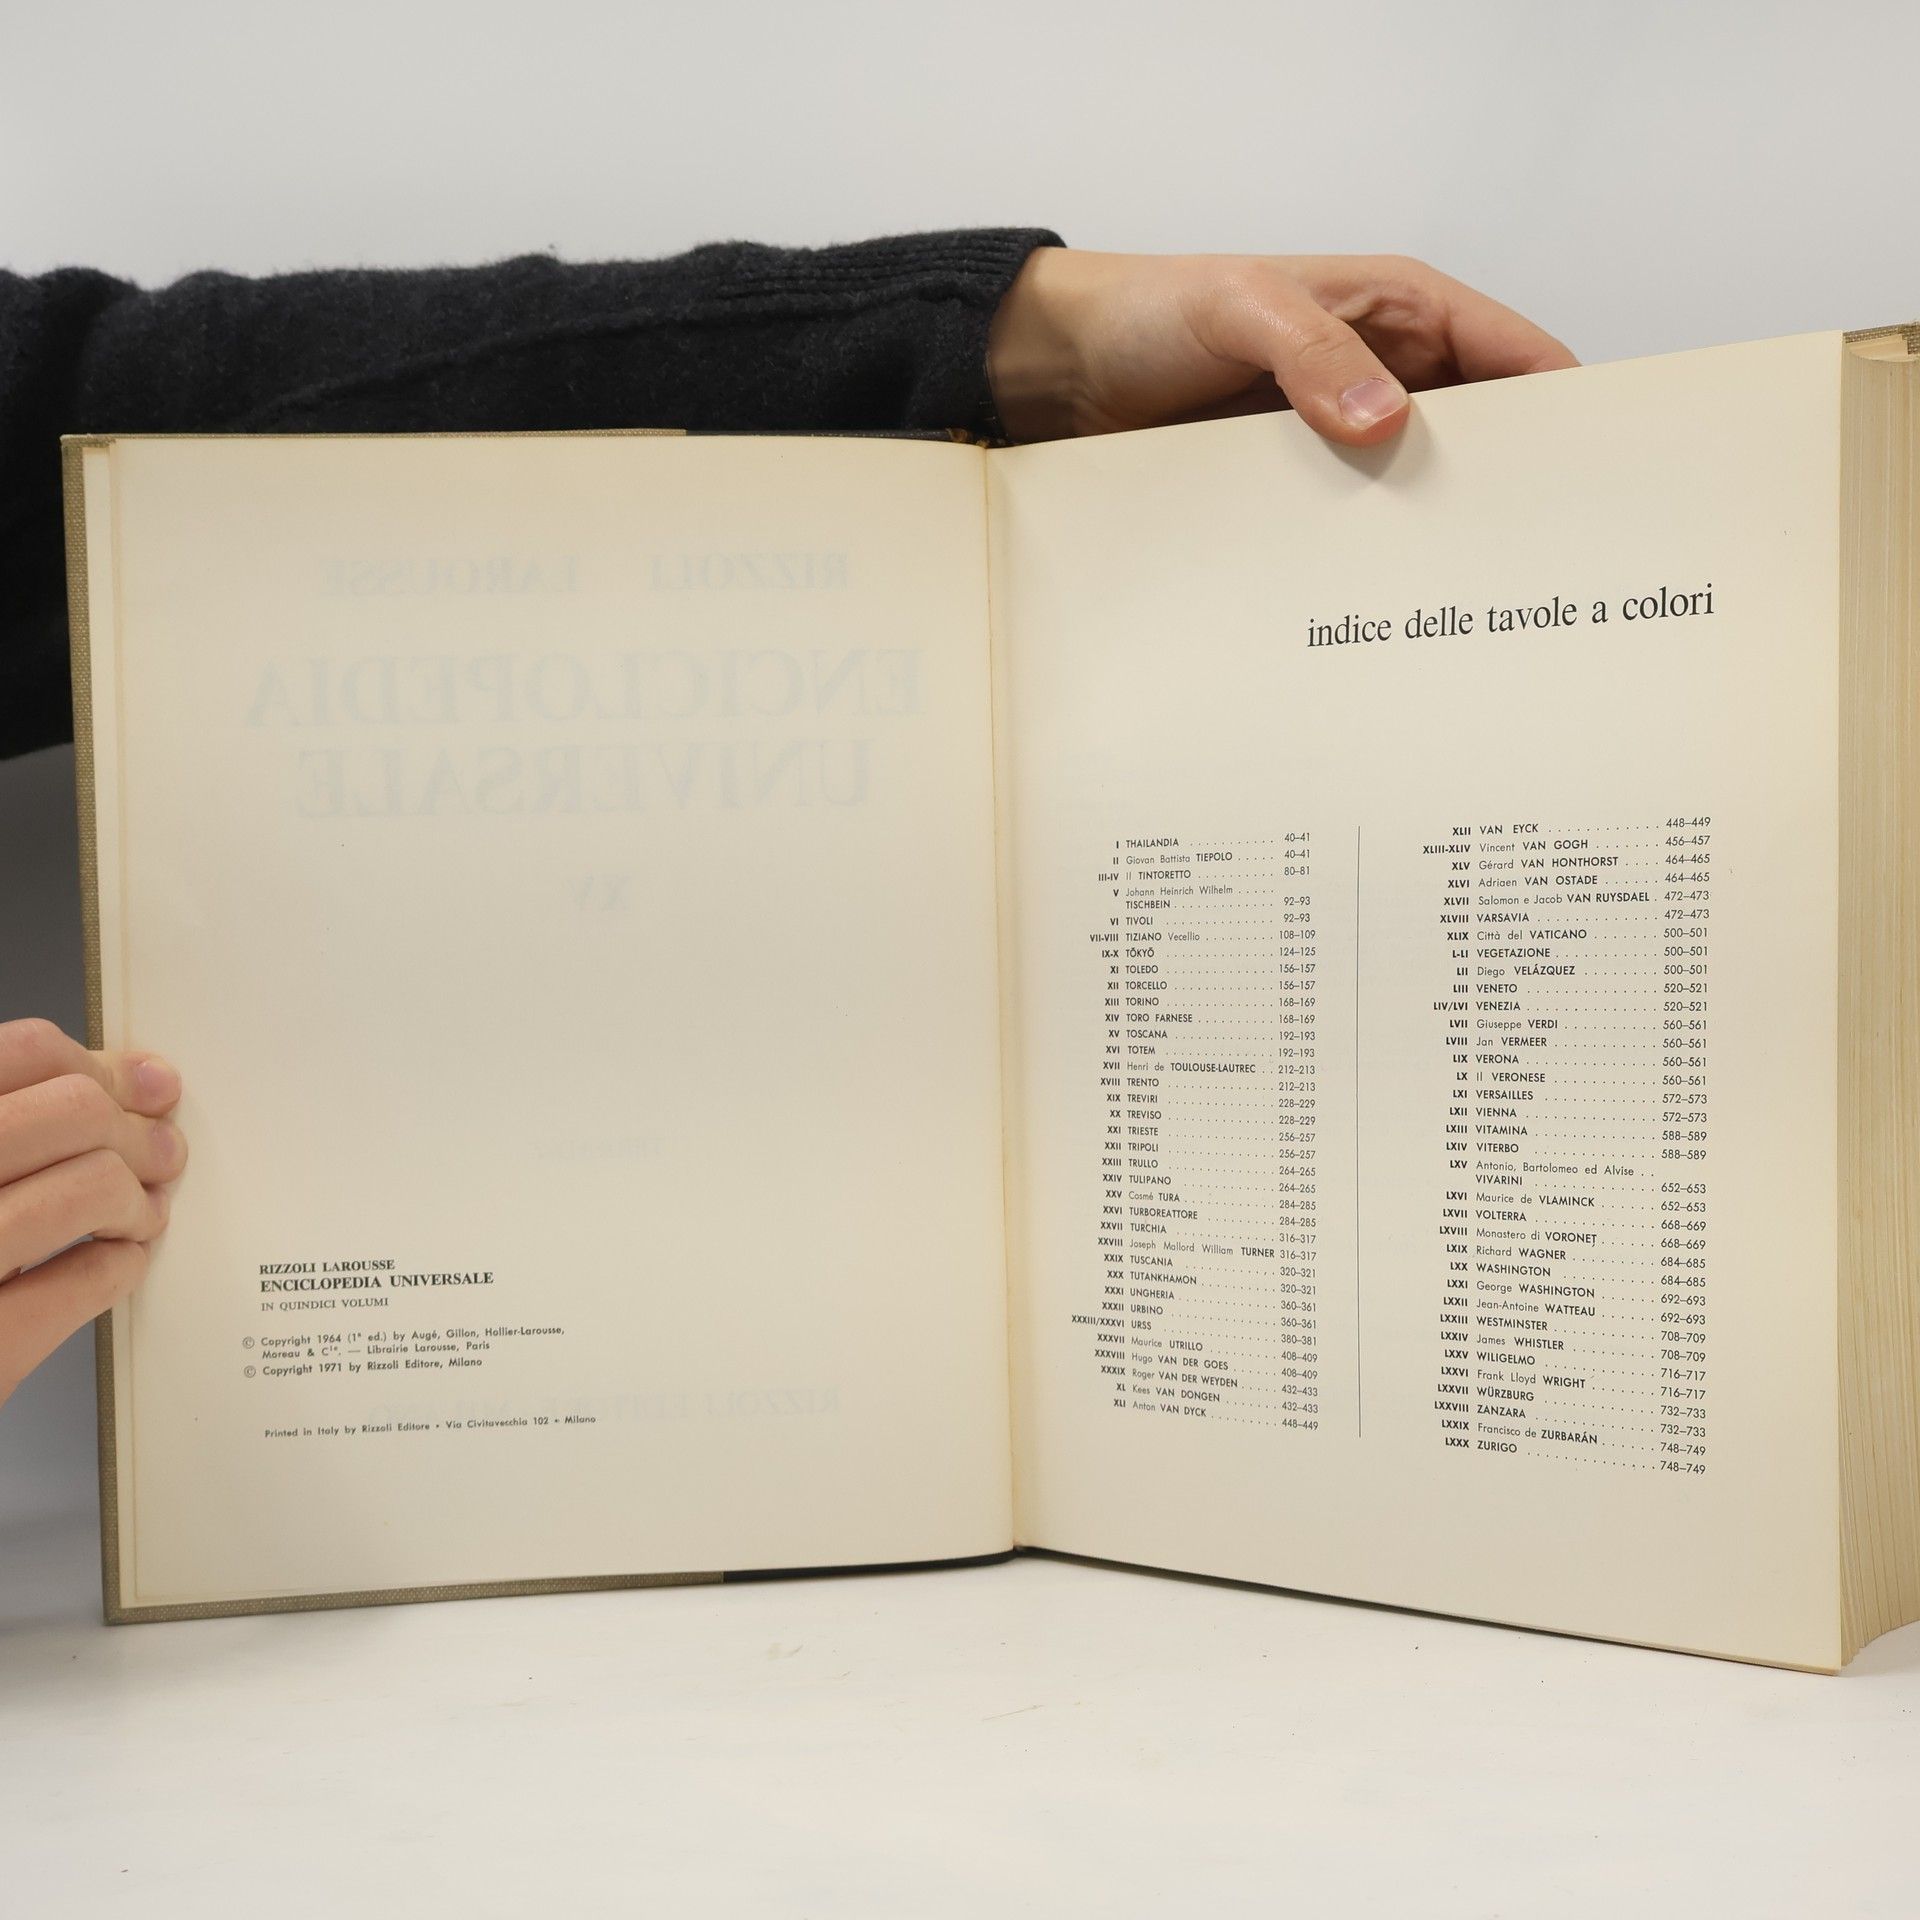 RIZZOLI LAROUSSE
ENCICLOPEDIA
UNIVERSALE
XV
RIZZOLI LAROUSSE
ENCICLOPEDIA UNIVERSALE
IN QUINDICI VOLUMI
© Copyright 1964 (1ª ed.) by Augé, Gillon, Hollier-Larousse,
Moreau & Cie. — Librairie Larousse, Paris
© Copyright 1971 by Rizzoli Editore, Milano
Printed in Italy by Rizzoli Editore • Via Civitavecchia 102 • Milano
indice delle tavole a colori
I THAILANDIA . . . . . . . . . . . 40–41
II Giovan Battista TIEPOLO . . . . . 40–41
III-IV Il TINTORETTO . . . . . . . . . . 80–81
V Johann Heinrich Wilhelm . . . . .
TISCHBEIN . . . . . . . . . . . . . 92–93
VI TIVOLI . . . . . . . . . . . . . 92–93
VII-VIII TIZIANO Vecellio . . . . . . . . . 108–109
IX-X TŌKYŌ . . . . . . . . . . . . . 124–125
XI TOLEDO . . . . . . . . . . . . . 156–157
XII TORCELLO . . . . . . . . . . . . 156–157
XIII TORINO . . . . . . . . . . . . . 168–169
XIV TORO FARNESE . . . . . . . . . . 168–169
XV TOSCANA . . . . . . . . . . . . 192–193
XVI TOTEM . . . . . . . . . . . . . 192–193
XVII Henri de TOULOUSE-LAUTREC . . 212–213
XVIII TRENTO . . . . . . . . . . . . . 212–213
XIX TREVIRI . . . . . . . . . . . . . 228–229
XX TREVISO . . . . . . . . . . . . . 228–229
XXI TRIESTE . . . . . . . . . . . . . 256–257
XXII TRIPOLI . . . . . . . . . . . . . 256–257
XXIII TRULLO . . . . . . . . . . . . . 264–265
XXIV TULIPANO . . . . . . . . . . . . 264–265
XXV Cosmé TURA . . . . . . . . . . . 284–285
XXVI TURBOREATTORE . . . . . . . . 284–285
XXVII TURCHIA . . . . . . . . . . . . 316–317
XXVIII Joseph Mallord William TURNER 316–317
XXIX TUSCANIA . . . . . . . . . . . . 320–321
XXX TUTANKHAMON . . . . . . . . . 320–321
XXXI UNGHERIA . . . . . . . . . . . . 360–361
XXXII URBINO . . . . . . . . . . . . . 360–361
XXXIII/XXXVI URSS . . . . . . . . . . . . . . 380–381
XXXVII Maurice UTRILLO . . . . . . . . . 408–409
XXXVIII Hugo VAN DER GOES . . . . . . 408–409
XXXIX Roger VAN DER WEYDEN . . . . . 432–433
XL Kees VAN DONGEN . . . . . . . 432–433
XLI Anton VAN DYCK . . . . . . . . 448–449
XLII VAN EYCK . . . . . . . . . . . . 448–449
XLIII-XLIV Vincent VAN GOGH . . . . . . . 456–457
XLV Gérard VAN HONTHORST . . . . 464–465
XLVI Adriaen VAN OSTADE . . . . . . 464–465
XLVII Salomon e Jacob VAN RUYSDAEL . 472–473
XLVIII VARSAVIA . . . . . . . . . . . . 472–473
XLIX Città del VATICANO . . . . . . . 500–501
L-LI VEGETAZIONE . . . . . . . . . . . 500–501
LII Diego VELÁZQUEZ . . . . . . . . 500–501
LIII VENETO . . . . . . . . . . . . . 520–521
LIV/LVI VENEZIA . . . . . . . . . . . . . 520–521
LVII Giuseppe VERDI . . . . . . . . . . 560–561
LVIII Jan VERMEER . . . . . . . . . . . 560–561
LIX VERONA . . . . . . . . . . . . . 560–561
LX Il VERONESE . . . . . . . . . . . 560–561
LXI VERSAILLES . . . . . . . . . . . . 572–573
LXII VIENNA . . . . . . . . . . . . . 572–573
LXIII VITAMINA . . . . . . . . . . . . 588–589
LXIV VITERBO . . . . . . . . . . . . . 588–589
LXV Antonio, Bartolomeo ed Alvise . .
VIVARINI . . . . . . . . . . . . . 652–653
LXVI Maurice de VLAMINCK . . . . . . 652–653
LXVII VOLTERRA . . . . . . . . . . . . 668–669
LXVIII Monastero di VORONEŢ . . . . . . 668–669
LXIX Richard WAGNER . . . . . . . . . 684–685
LXX WASHINGTON . . . . . . . . . . 684–685
LXXI George WASHINGTON . . . . . . 692–693
LXXII Jean-Antoine WATTEAU . . . . . . 692–693
LXXIII WESTMINSTER . . . . . . . . . . . 708–709
LXXIV James WHISTLER . . . . . . . . . 708–709
LXXV WILIGELMO . . . . . . . . . . . . 716–717
LXXVI Frank Lloyd WRIGHT . . . . . . . 716–717
LXXVII WÜRZBURG . . . . . . . . . . . . 732–733
LXXVIII ZANZARA . . . . . . . . . . . . 732–733
LXXIX Francisco de ZURBARÁN . . . . . . 748–749
LXXX ZURIGO . . . . . . . . . . . . . 748–749